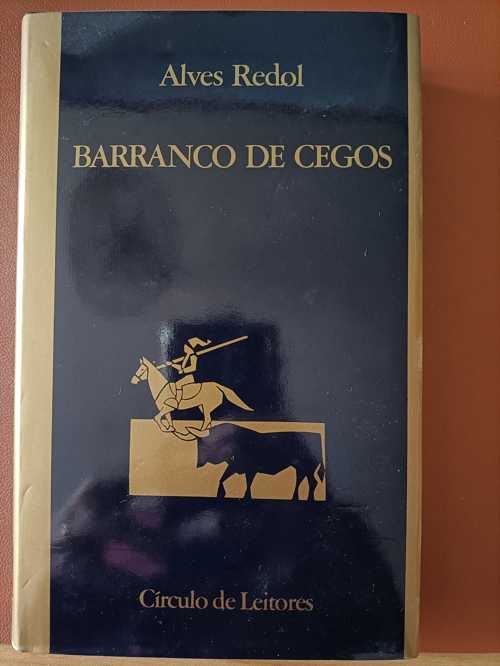 Alves Redol
BARRANCO DE CEGOS
Círculo de Leitores